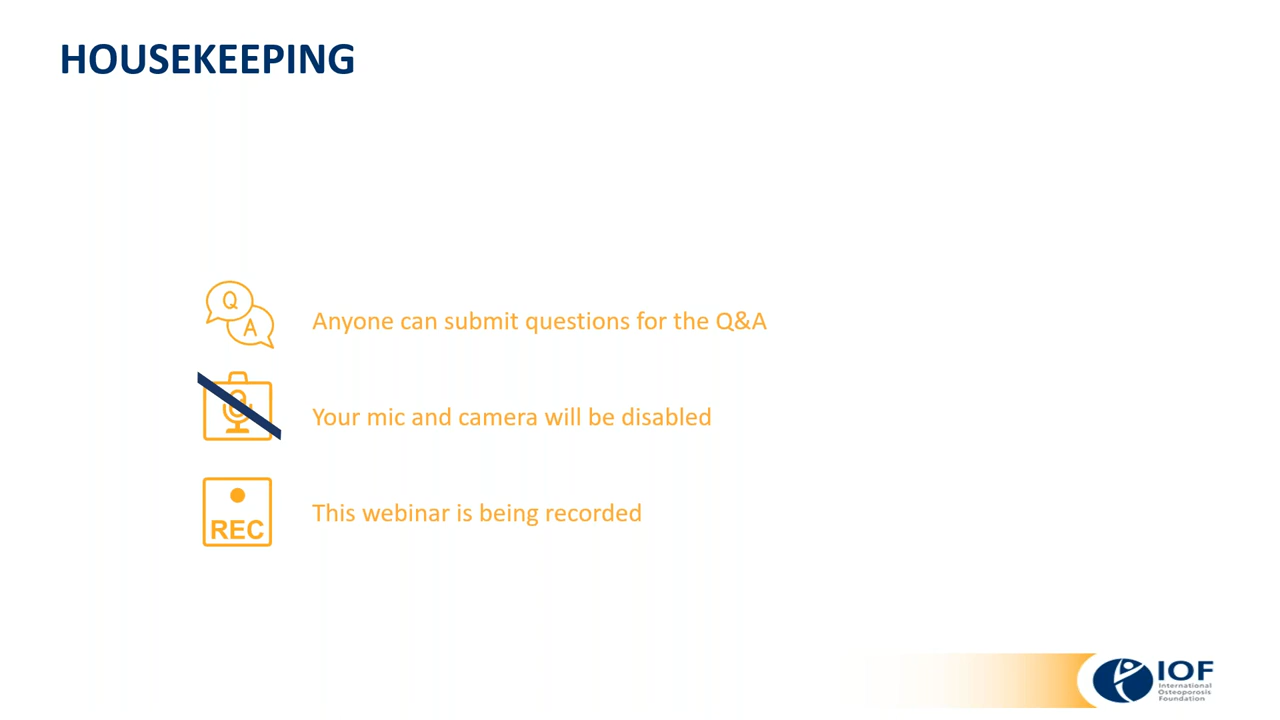 HOUSEKEEPING
Q
A
Anyone can submit questions for the Q&A
Your mic and camera will be disabled
REC
This webinar is being recorded
IOF
International
Osteoporosis
Foundation